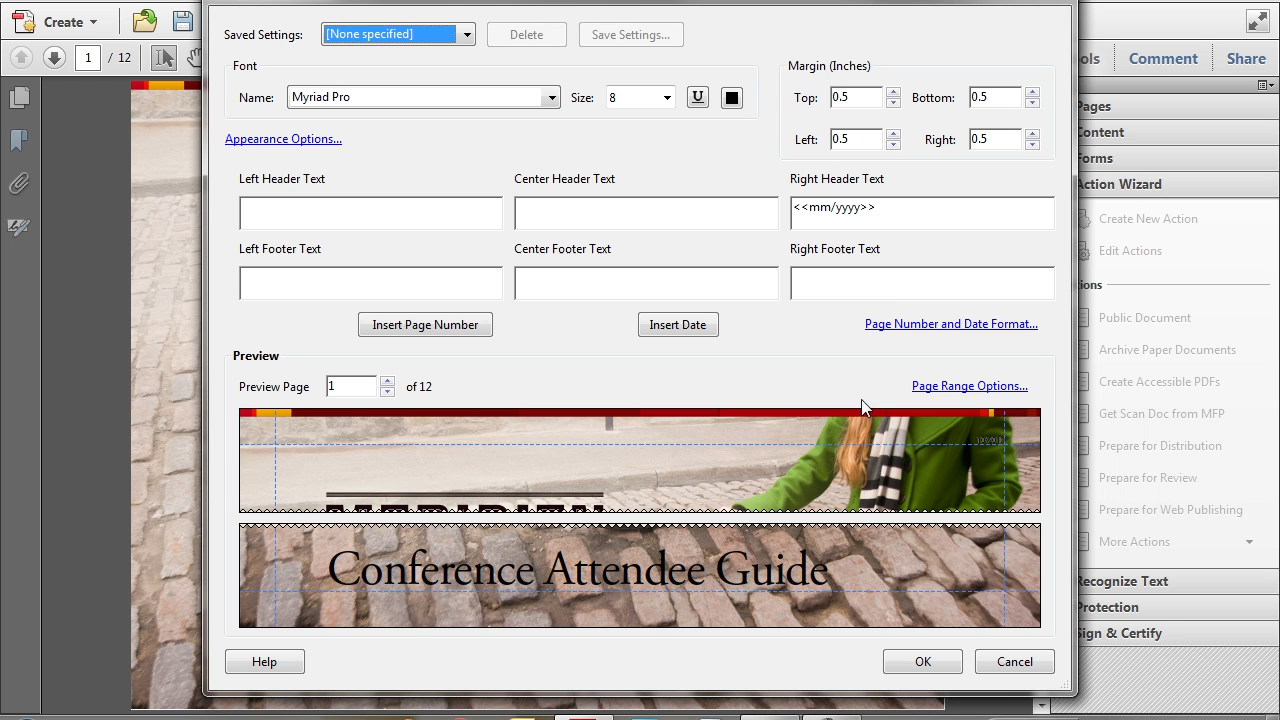 Create
Saved Settings: [None specified] Delete Save Settings...
1 / 12
ols Comment Share
Font
Name: Myriad Pro Size: 8 U
Margin (Inches)
Top: 0.5 Bottom: 0.5
Left: 0.5 Right: 0.5
Appearance Options...
Left Header Text Center Header Text Right Header Text
<<mm/yyyy>>
Left Footer Text Center Footer Text Right Footer Text
Insert Page Number Insert Date Page Number and Date Format...
Preview
Preview Page 1 of 12 Page Range Options...
Conference Attendee Guide
Help OK Cancel
Pages
Content
Forms
Action Wizard
Create New Action
Edit Actions
ions
Public Document
Archive Paper Documents
Create Accessible PDFs
Get Scan Doc from MFP
Prepare for Distribution
Prepare for Review
Prepare for Web Publishing
More Actions
Recognize Text
Protection
Sign & Certify